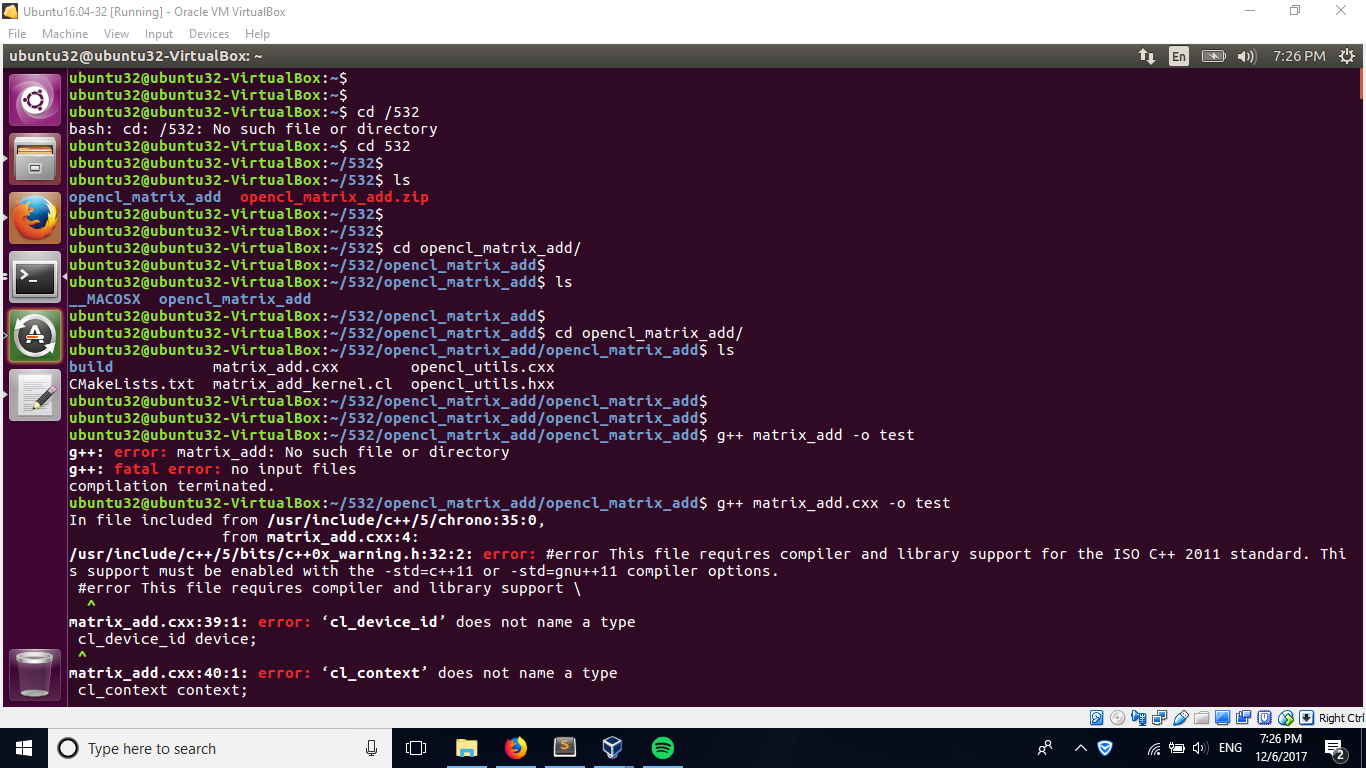 Ubuntu16.04-32 [Running] - Oracle VM VirtualBox
File Machine View Input Devices Help
ubuntu32@ubuntu32-VirtualBox: ~
En
7:26 PM
ubuntu32@ubuntu32-VirtualBox:~$
ubuntu32@ubuntu32-VirtualBox:~$
ubuntu32@ubuntu32-VirtualBox:~$ cd /532
bash: cd: /532: No such file or directory
ubuntu32@ubuntu32-VirtualBox:~$ cd 532
ubuntu32@ubuntu32-VirtualBox:~/532$
ubuntu32@ubuntu32-VirtualBox:~/532$ ls
opencl_matrix_add  opencl_matrix_add.zip
ubuntu32@ubuntu32-VirtualBox:~/532$
ubuntu32@ubuntu32-VirtualBox:~/532$
ubuntu32@ubuntu32-VirtualBox:~/532$ cd opencl_matrix_add/
ubuntu32@ubuntu32-VirtualBox:~/532/opencl_matrix_add$
ubuntu32@ubuntu32-VirtualBox:~/532/opencl_matrix_add$ ls
__MACOSX  opencl_matrix_add
ubuntu32@ubuntu32-VirtualBox:~/532/opencl_matrix_add$
ubuntu32@ubuntu32-VirtualBox:~/532/opencl_matrix_add$ cd opencl_matrix_add/
ubuntu32@ubuntu32-VirtualBox:~/532/opencl_matrix_add/opencl_matrix_add$ ls
build           matrix_add.cxx        opencl_utils.cxx
CMakeLists.txt  matrix_add_kernel.cl  opencl_utils.hxx
ubuntu32@ubuntu32-VirtualBox:~/532/opencl_matrix_add/opencl_matrix_add$
ubuntu32@ubuntu32-VirtualBox:~/532/opencl_matrix_add/opencl_matrix_add$
ubuntu32@ubuntu32-VirtualBox:~/532/opencl_matrix_add/opencl_matrix_add$ g++ matrix_add -o test
g++: error: matrix_add: No such file or directory
g++: fatal error: no input files
compilation terminated.
ubuntu32@ubuntu32-VirtualBox:~/532/opencl_matrix_add/opencl_matrix_add$ g++ matrix_add.cxx -o test
In file included from /usr/include/c++/5/chrono:35:0,
                 from matrix_add.cxx:4:
/usr/include/c++/5/bits/c++0x_warning.h:32:2: error: #error This file requires compiler and library support for the ISO C++ 2011 standard. Thi
s support must be enabled with the -std=c++11 or -std=gnu++11 compiler options.
 #error This file requires compiler and library support \
  ^
matrix_add.cxx:39:1: error: ‘cl_device_id’ does not name a type
 cl_device_id device;
 ^
matrix_add.cxx:40:1: error: ‘cl_context’ does not name a type
 cl_context context;
Right Ctrl
Type here to search
S
ENG
7:26 PM
12/6/2017
2